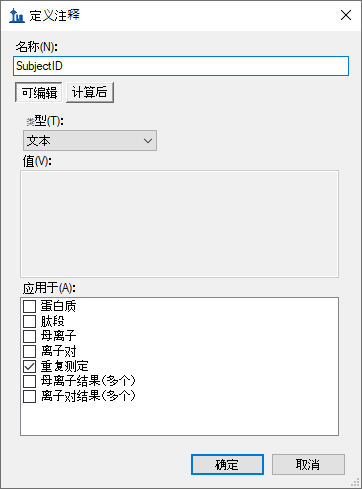 定义注释
名称(N):
SubjectID
可编辑 计算后
类型(T):
文本
值(V):
应用于(A):
蛋白质
肽段
母离子
离子对
重复测定
母离子结果(多个)
离子对结果(多个)
确定 取消